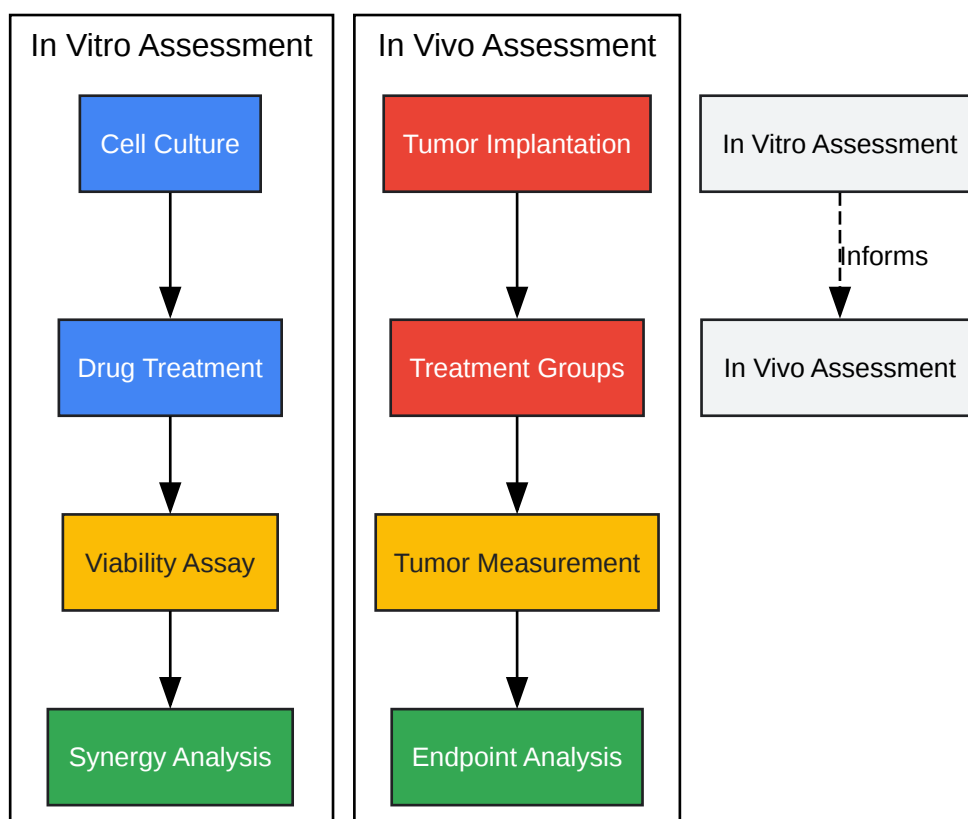 In Vitro Assessment
Cell Culture
Drug Treatment
Viability Assay
Synergy Analysis
In Vivo Assessment
Tumor Implantation
Treatment Groups
Tumor Measurement
Endpoint Analysis
In Vitro Assessment
Informs
In Vivo Assessment